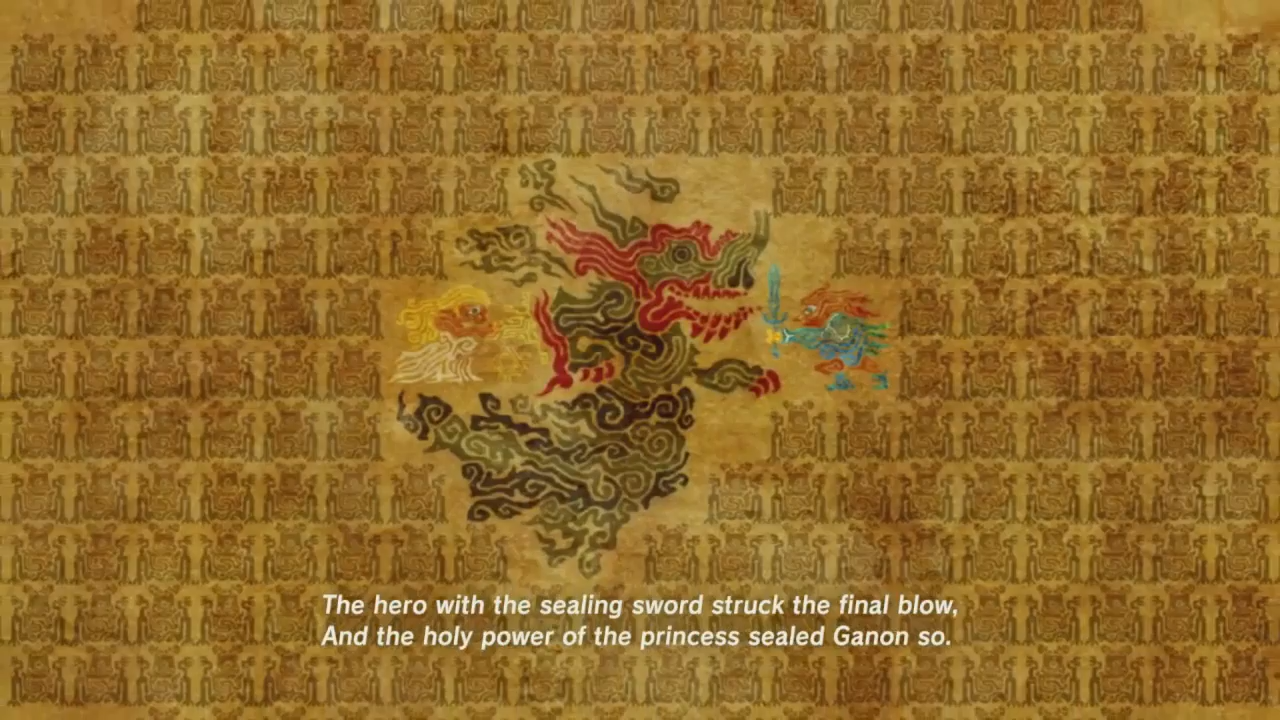 The hero with the sealing sword struck the final blow,
And the holy power of the princess sealed Ganon so.